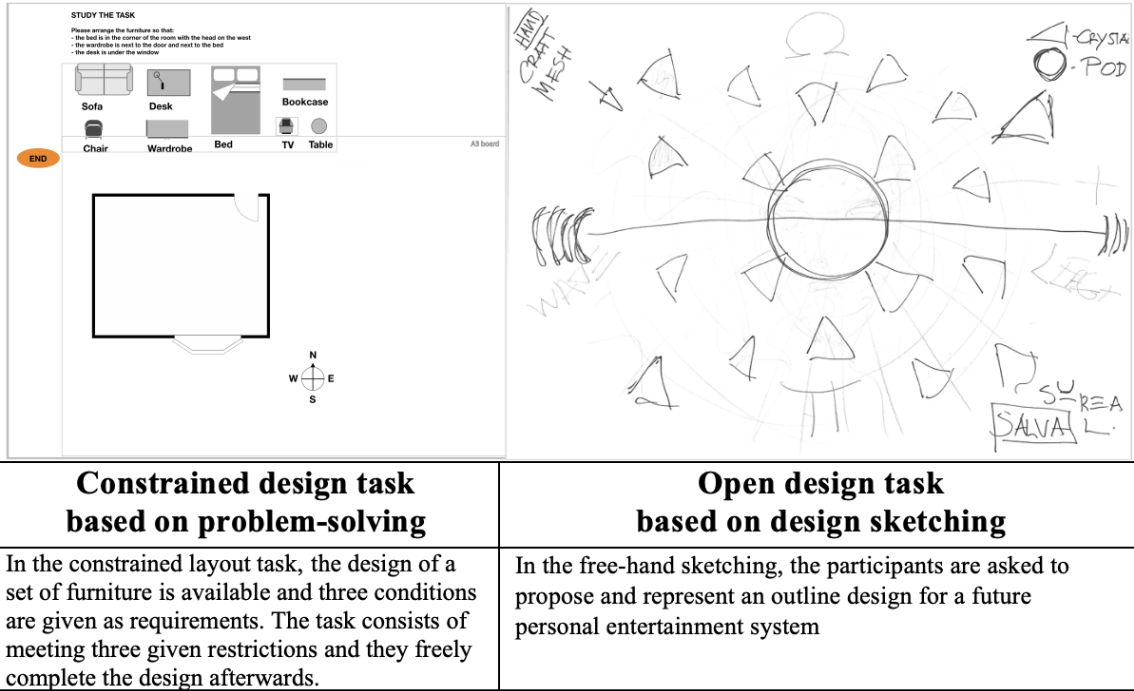 STUDY THE TASK
Please arrange the furniture so that:
- the bed is in the corner of the room with the head on the west
- the wardrobe is next to the door and next to the bed
- the desk is under the window
Sofa
Desk
Bookcase
Chair
Wardrobe
Bed
TV
Table
END
A3 board
N
W
E
S
HAND
CRAFT
MESH
-CRYSTA
- POD
SALVA
Constrained design task
based on problem-solving
In the constrained layout task, the design of a
set of furniture is available and three conditions
are given as requirements. The task consists of
meeting three given restrictions and they freely
complete the design afterwards.
Open design task
based on design sketching
In the free-hand sketching, the participants are asked to
propose and represent an outline design for a future
personal entertainment system